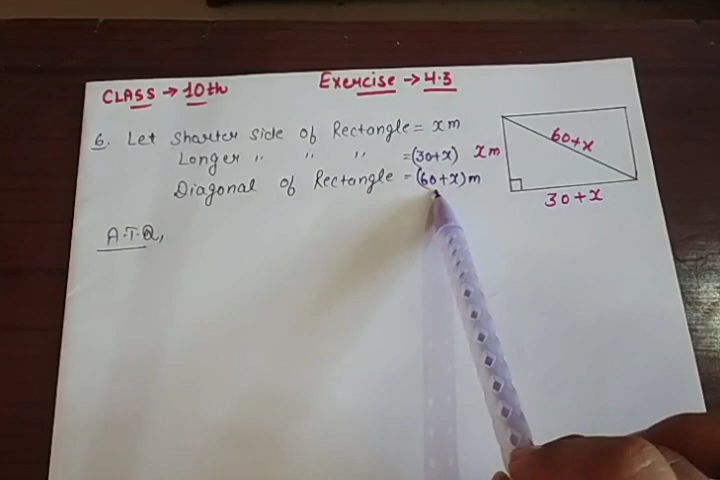 CLASS → 10th
Exercise → 4.3
6. Let Shorter side of Rectangle = x m
Longer " " " = (30+x)
Diagonal of Rectangle = (60+x)m
A.T.Q,
x m
60+x
30+x